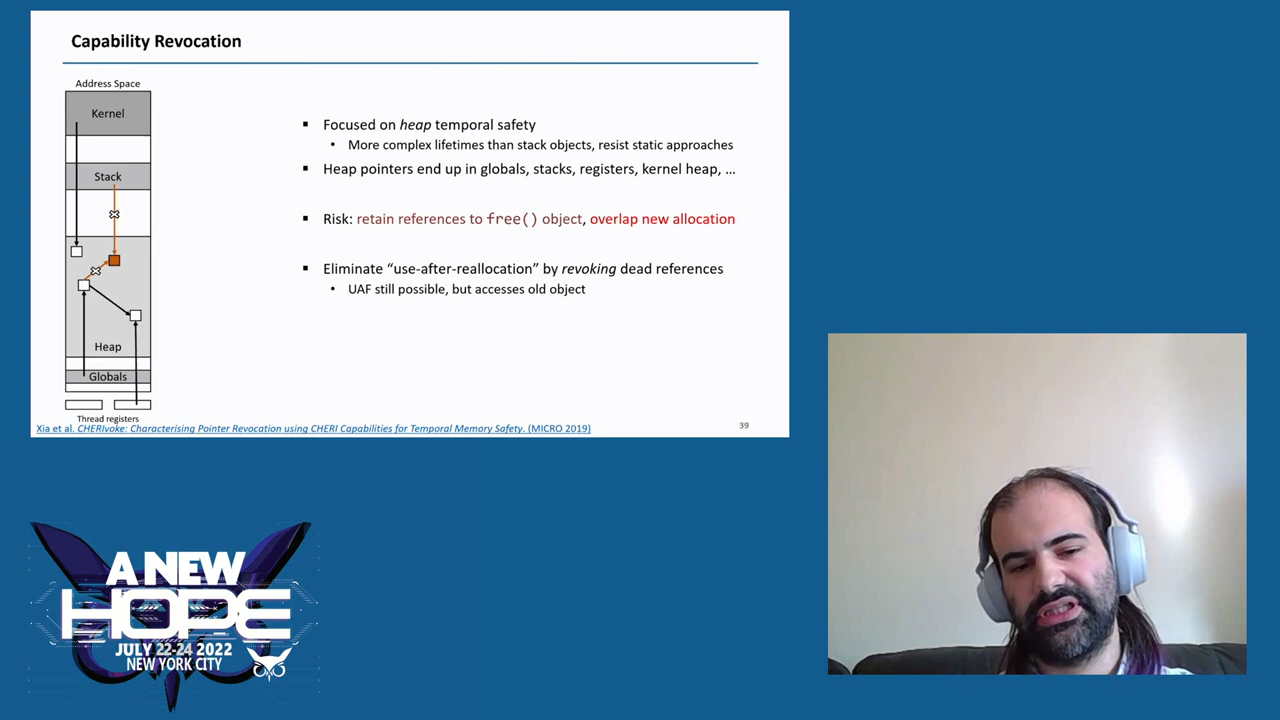 Capability Revocation
Address Space
Kernel
Stack
Heap
Globals
Thread registers
Focused on heap temporal safety
More complex lifetimes than stack objects, resist static approaches
Heap pointers end up in globals, stacks, registers, kernel heap, …
Risk: retain references to free() object, overlap new allocation
Eliminate “use-after-reallocation” by revoking dead references
UAF still possible, but accesses old object
Xia et al. CHERIvoke: Characterising Pointer Revocation using CHERI Capabilities for Temporal Memory Safety. (MICRO 2019)
39
A NEW
HOPE
JULY 22-24 2022
NEW YORK CITY